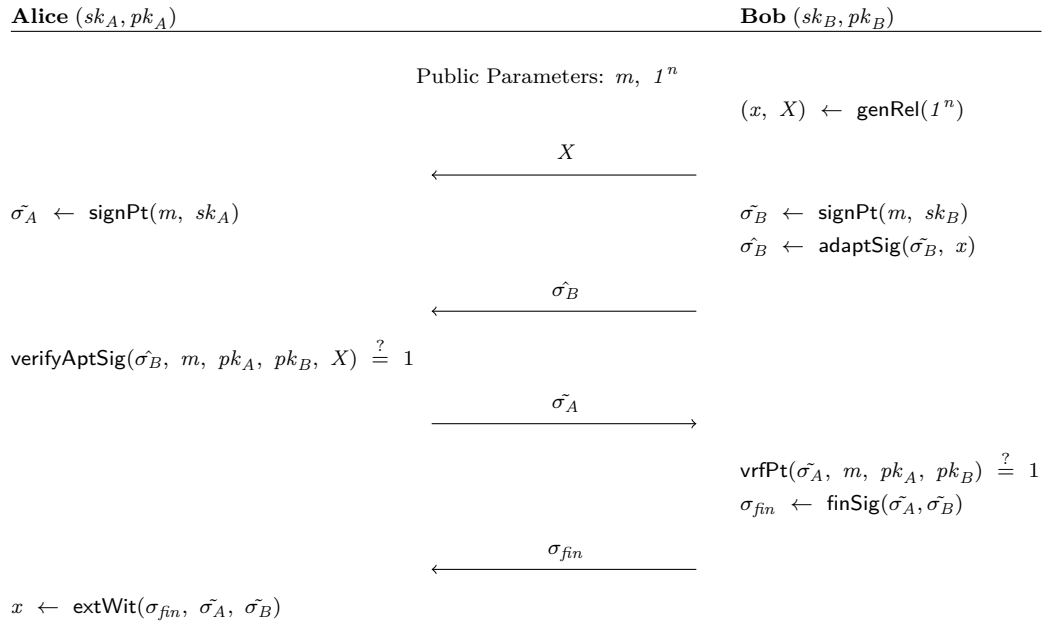 Alice (sk_A, pk_A) Bob (sk_B, pk_B)
Public Parameters: m, 1^n
(x, X) ← genRel(1^n)
X
σ̃_A ← signPt(m, sk_A) σ̃_B ← signPt(m, sk_B)
σ̂_B ← adaptSig(σ̃_B, x)
σ̂_B
verifyAptSig(σ̂_B, m, pk_A, pk_B, X) ≟ 1
σ̃_A
vrfPt(σ̃_A, m, pk_A, pk_B) ≟ 1
σ_fin ← finSig(σ̃_A, σ̃_B)
σ_fin
x ← extWit(σ_fin, σ̃_A, σ̃_B)